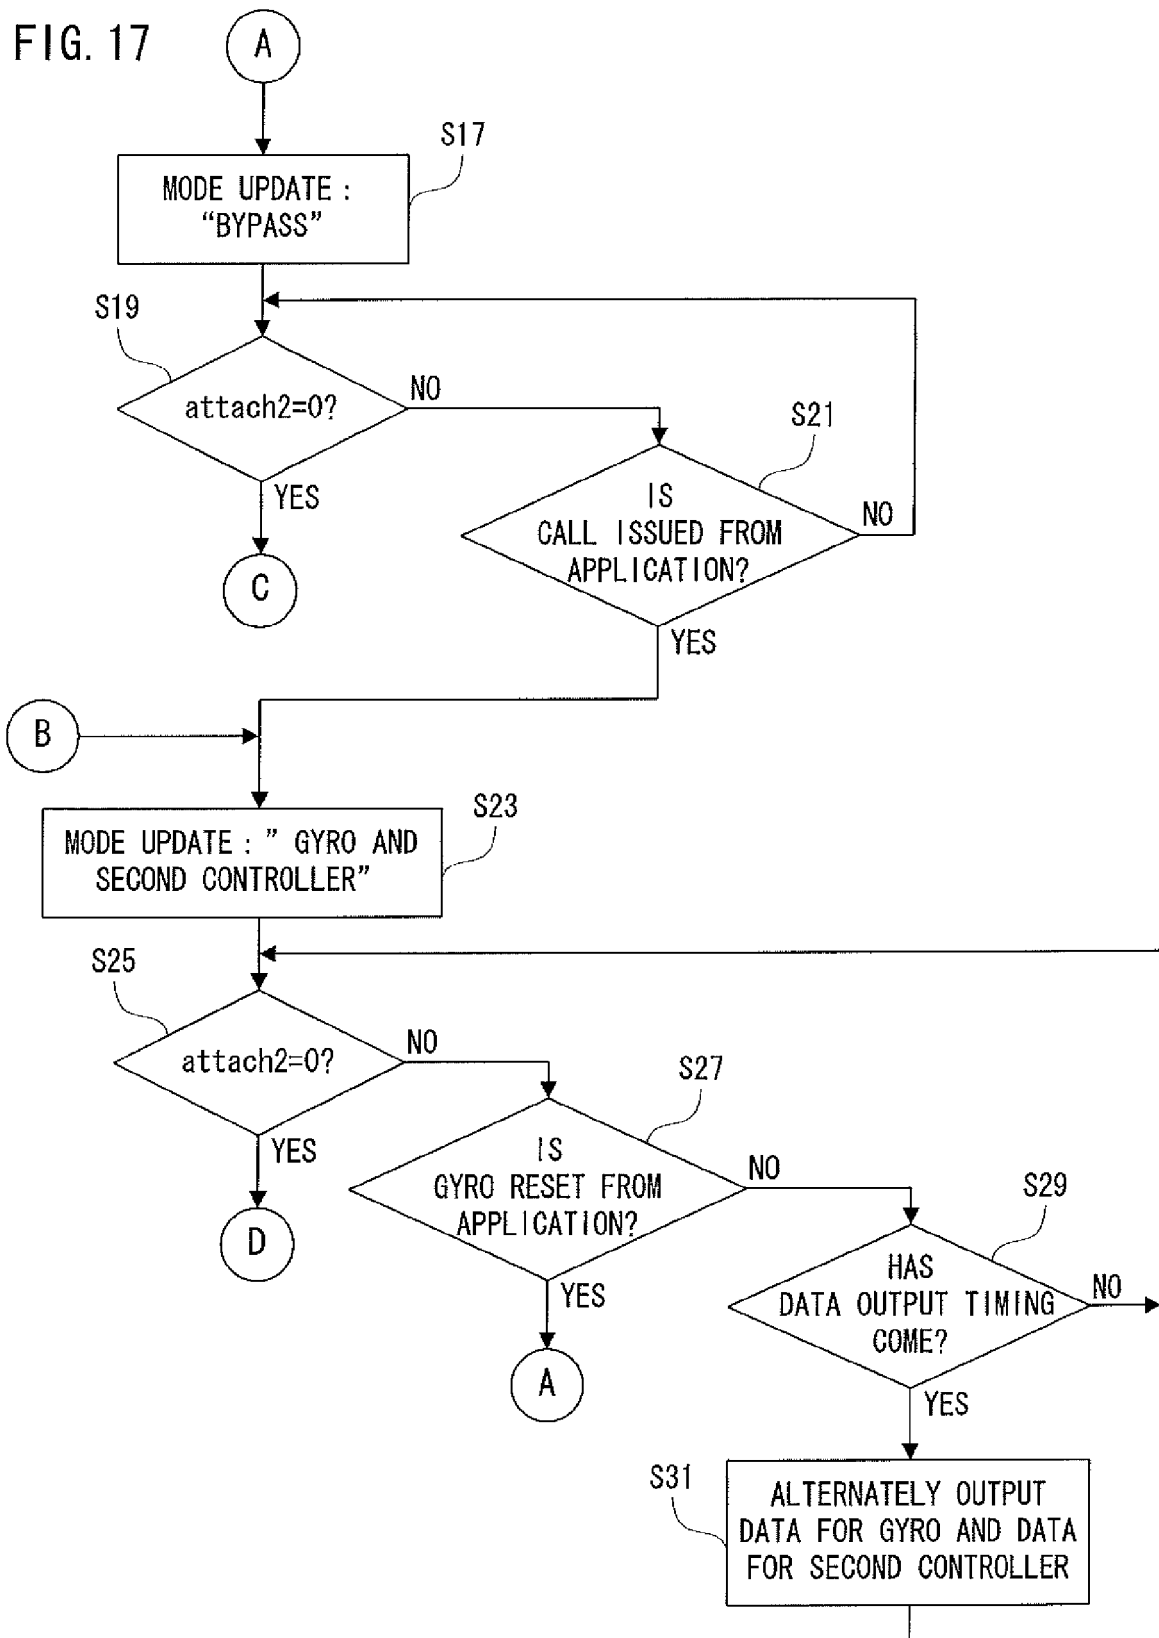 FIG. 17
A
S17
MODE UPDATE :
“BYPASS”
S19
attach2=0?
NO
YES
C
S21
IS
CALL ISSUED FROM
APPLICATION?
NO
YES
B
S23
MODE UPDATE : ” GYRO AND
SECOND CONTROLLER”
S25
attach2=0?
NO
YES
D
S27
IS
GYRO RESET FROM
APPLICATION?
NO
YES
A
S29
HAS
DATA OUTPUT TIMING
COME?
NO
YES
S31
ALTERNATELY OUTPUT
DATA FOR GYRO AND DATA
FOR SECOND CONTROLLER